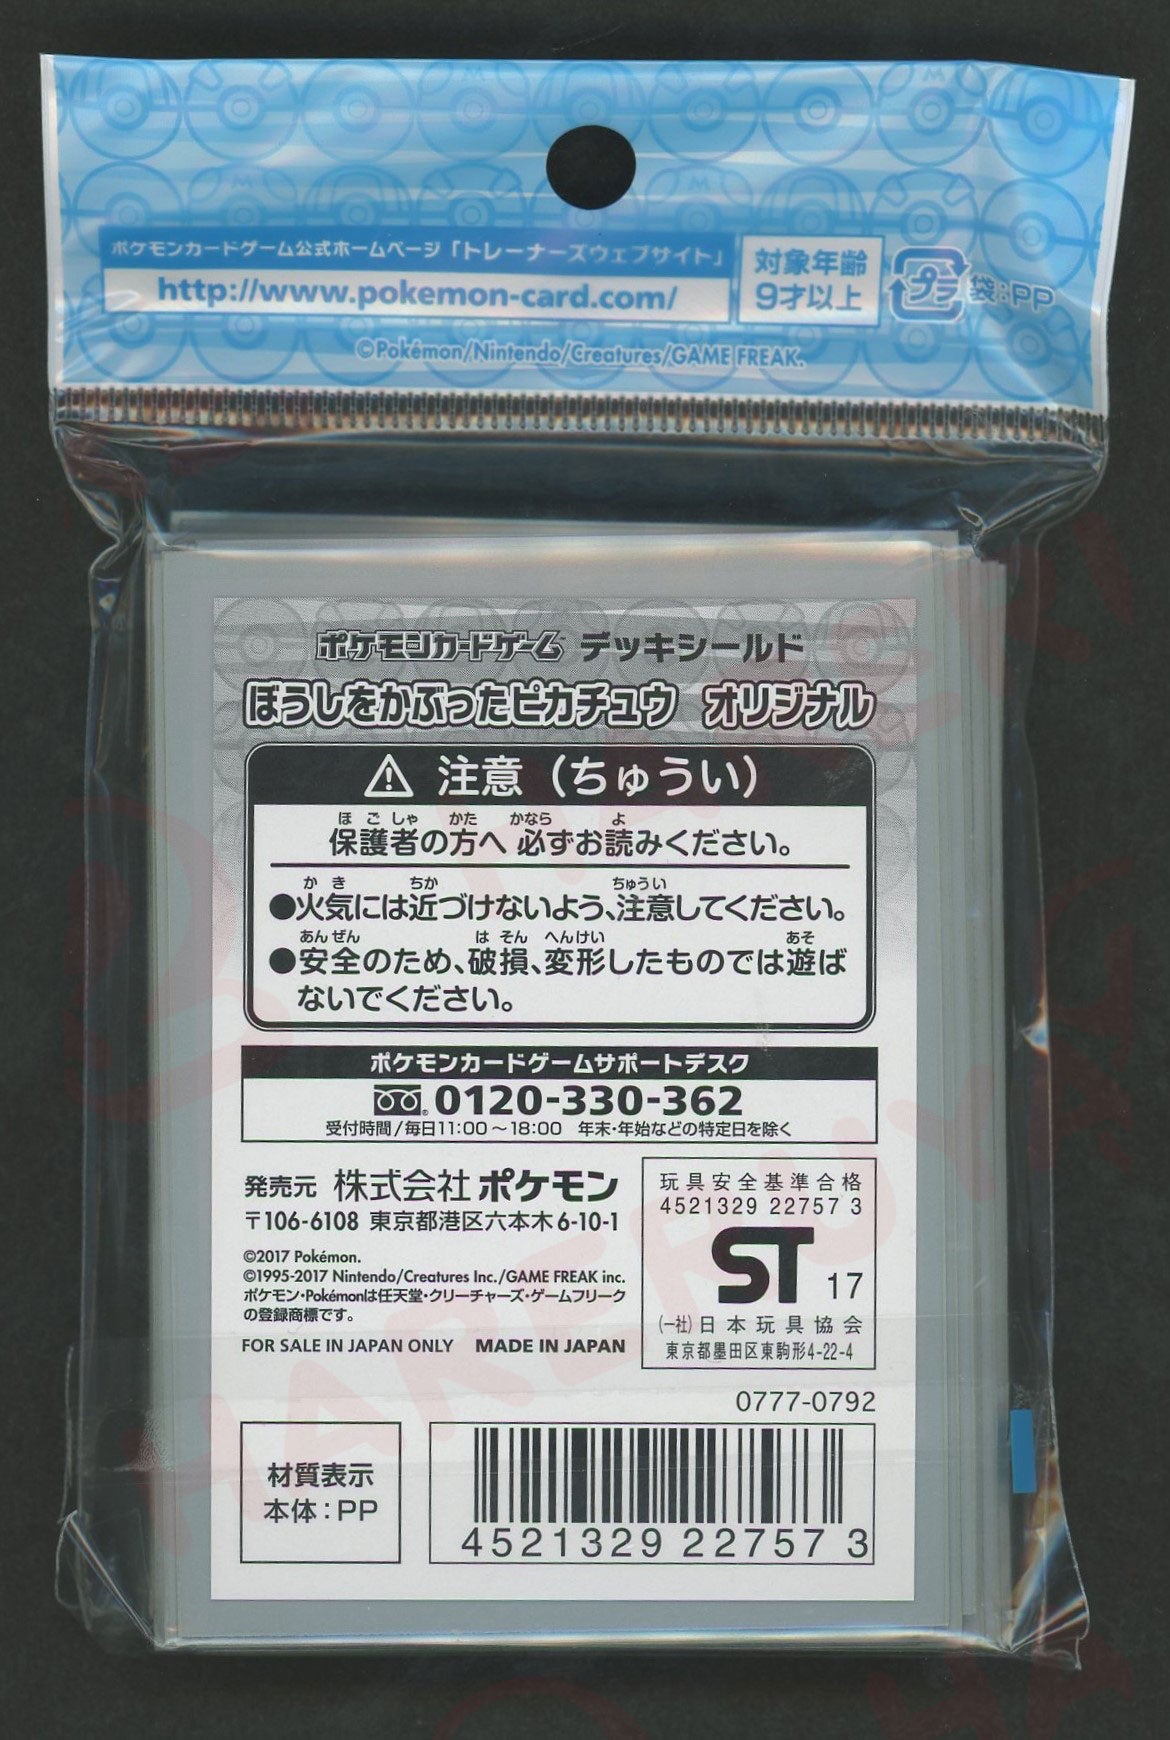 ポケモンカードゲーム公式ホームページ「トレーナーズウェブサイト」
http://www.pokemon-card.com/
対象年齢
9才以上
プラ 袋:PP
©Pokémon/Nintendo/Creatures/GAME FREAK.
ポケモンカードゲーム デッキシールド
ぼうしをかぶったピカチュウ オリジナル
⚠ 注意（ちゅうい）
ほごしゃ かた かなら よ
保護者の方へ 必ずお読みください。
かき ちか ちゅうい
●火気には近づけないよう、注意してください。
あんぜん はそん へんけい あそ
●安全のため、破損、変形したものでは遊ば
ないでください。
ポケモンカードゲームサポートデスク
0120-330-362
受付時間/毎日11:00～18:00 年末・年始などの特定日を除く
発売元 株式会社 ポケモン
〒106-6108 東京都港区六本木6-10-1
©2017 Pokémon.
©1995-2017 Nintendo/Creatures Inc./GAME FREAK inc.
ポケモン・Pokémonは任天堂・クリーチャーズ・ゲームフリーク
の登録商標です。
FOR SALE IN JAPAN ONLY MADE IN JAPAN
玩具安全基準合格
4521329 22757 3
ST 17
(一社)日本玩具協会
東京都墨田区東駒形4-22-4
0777-0792
材質表示
本体:PP
4521329 22757 3
HARERUYA